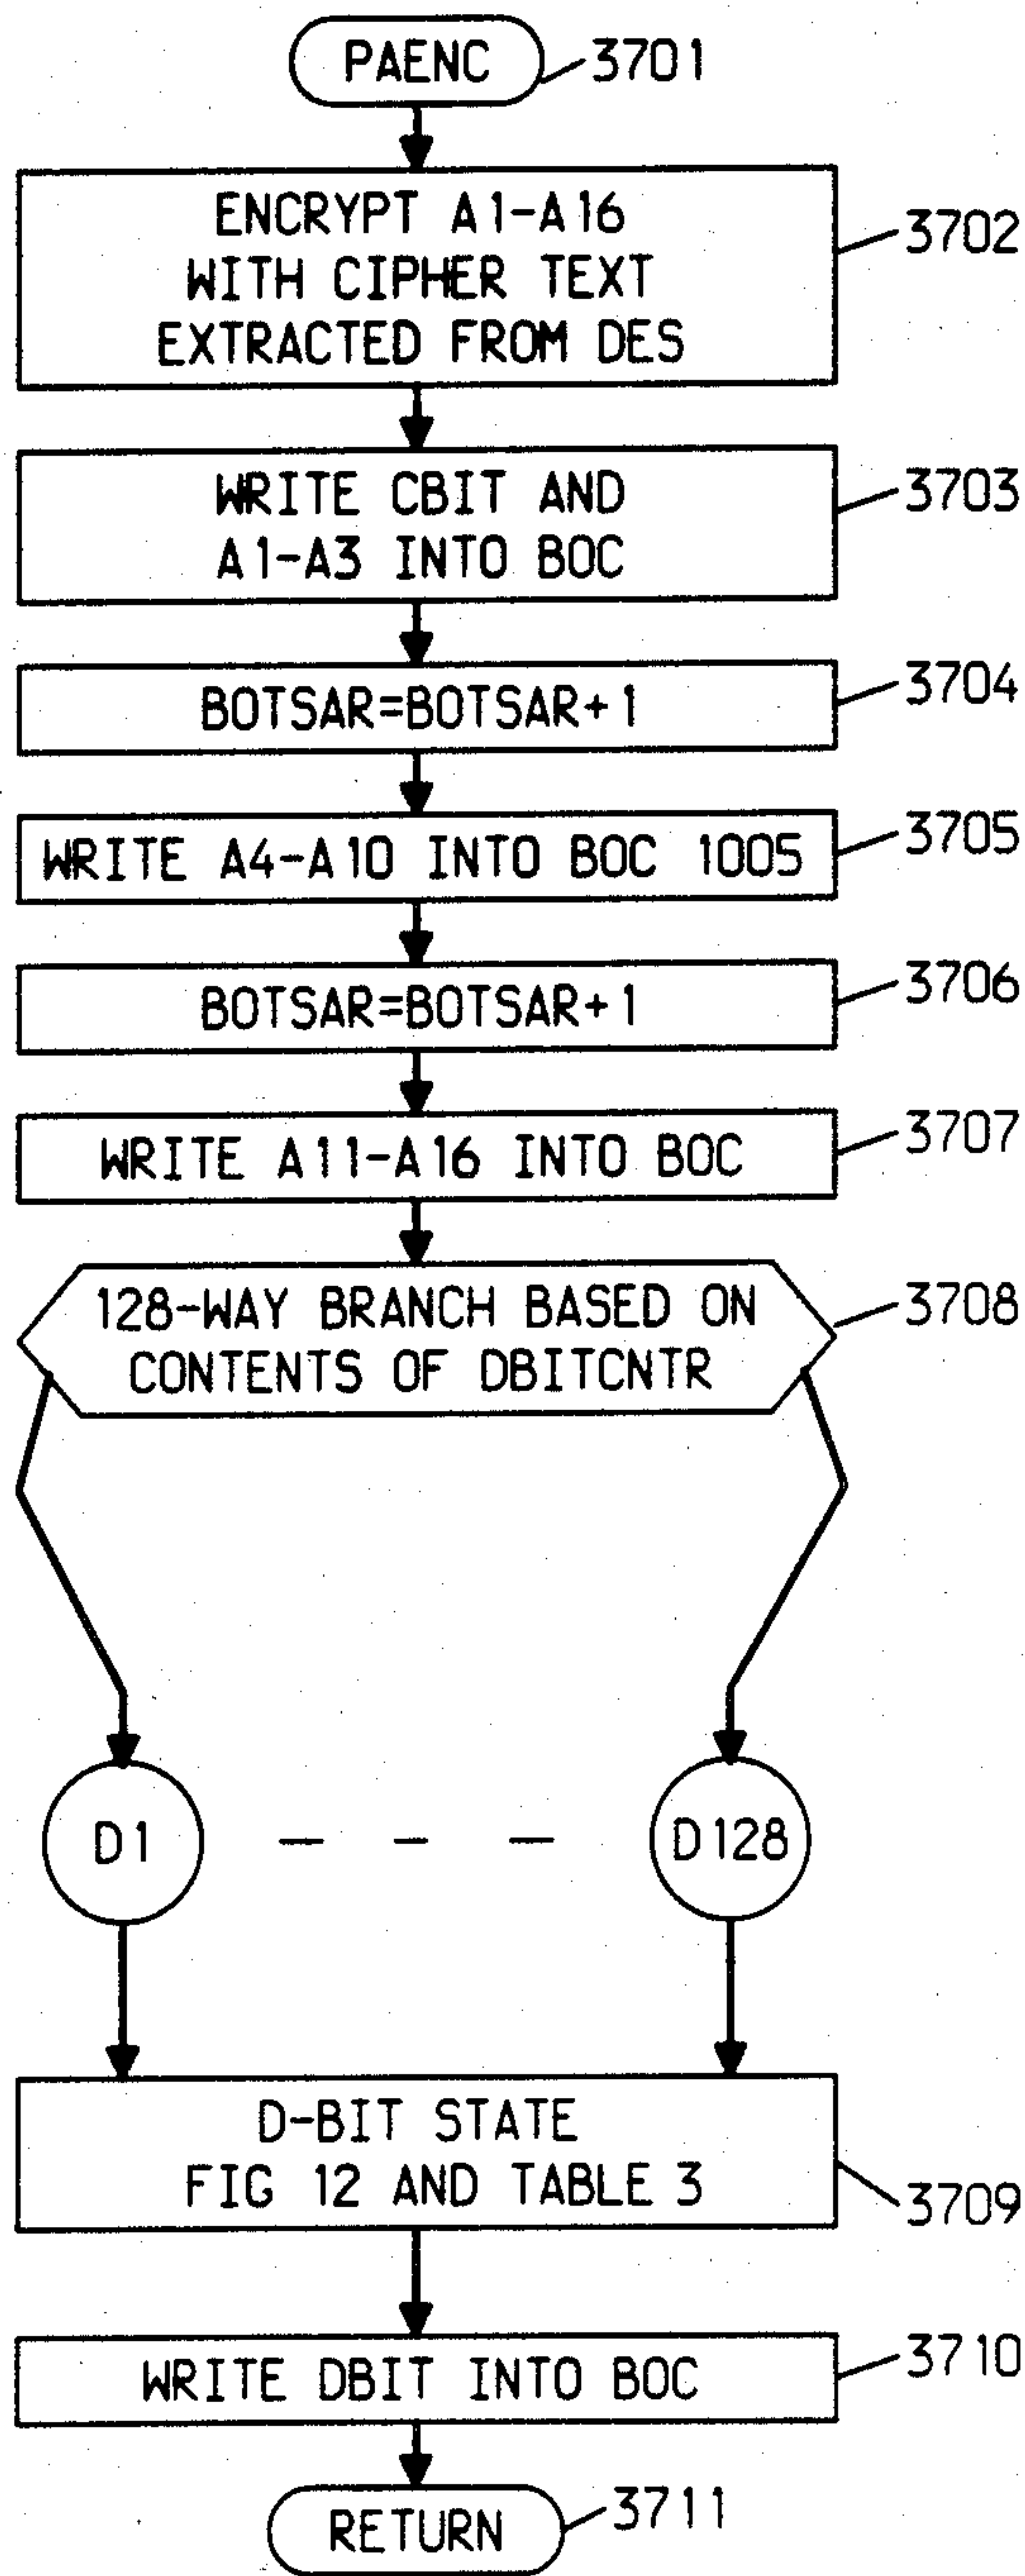 PAENC
3701
ENCRYPT A1-A16
WITH CIPHER TEXT
EXTRACTED FROM DES
3702
WRITE CBIT AND
A1-A3 INTO BOC
3703
BOTSAR=BOTSAR+1
3704
WRITE A4-A10 INTO BOC 1005
3705
BOTSAR=BOTSAR+1
3706
WRITE A11-A16 INTO BOC
3707
128-WAY BRANCH BASED ON
CONTENTS OF DBITCNTR
3708
D1 - - - D128
D-BIT STATE
FIG 12 AND TABLE 3
3709
WRITE DBIT INTO BOC
3710
RETURN
3711